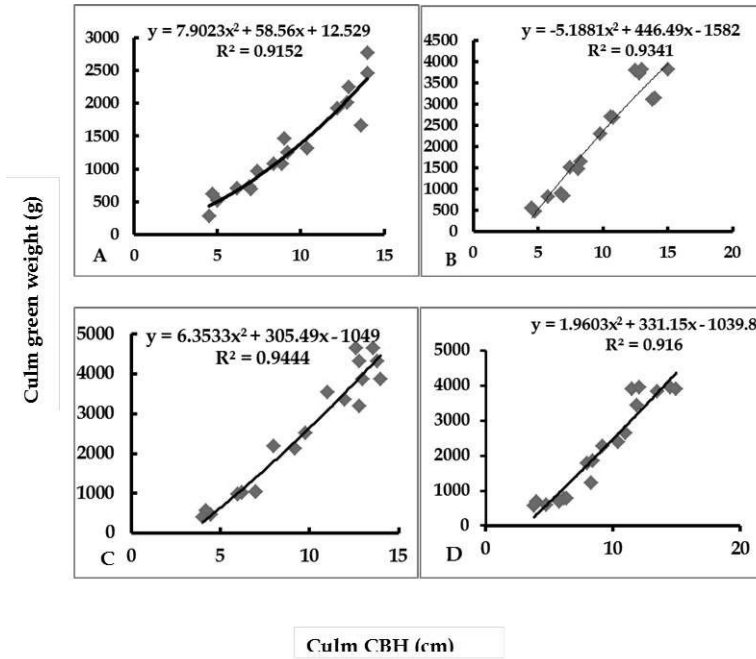 y = 7.9023x² + 58.56x + 12.529
R² = 0.9152
3000
2500
2000
1500
1000
500
0
0 5 10 15
A
y = -5.1881x² + 446.49x - 1582
R² = 0.9341
4500
4000
3500
3000
2500
2000
1500
1000
500
0
0 5 10 15 20
B
Culm green weight (g)
y = 6.3533x² + 305.49x - 1049
R² = 0.9444
5000
4000
3000
2000
1000
0
0 5 10 15
C
y = 1.9603x² + 331.15x - 1039.8
R² = 0.916
5000
4000
3000
2000
1000
0
0 10 20
D
Culm CBH (cm)